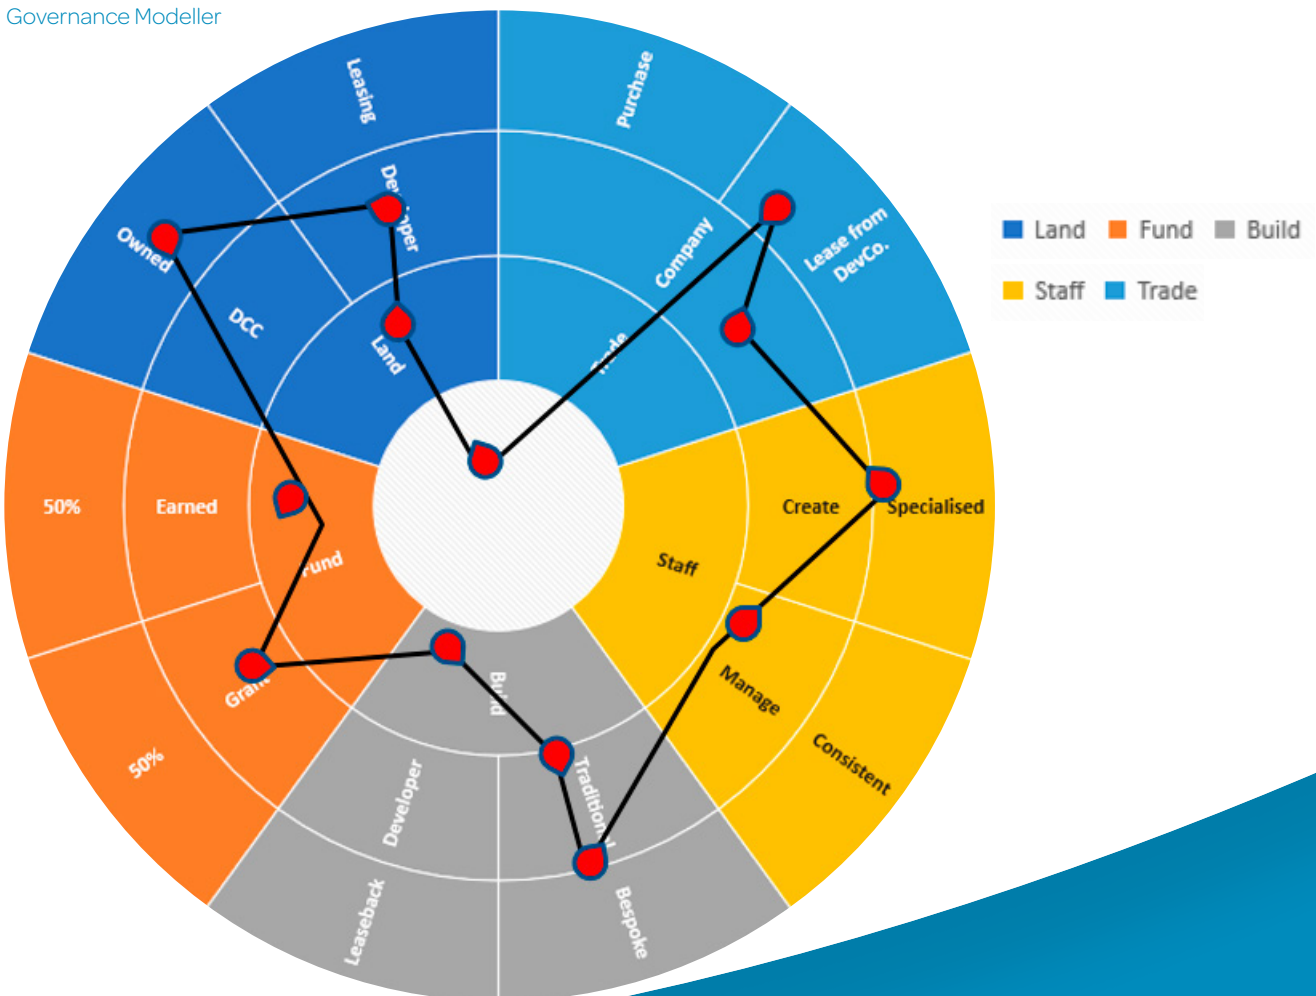 Governance Modeller
Leasing
Purchase
Owned
DCC
Land
Company
Lease from
DevCo.
Land
Fund
Build
Staff
Trade
50%
Earned
Create
Specialised
Staff
Grant
50%
Manage
Consistent
Developer
Traditional
Leaseback
Bespoke